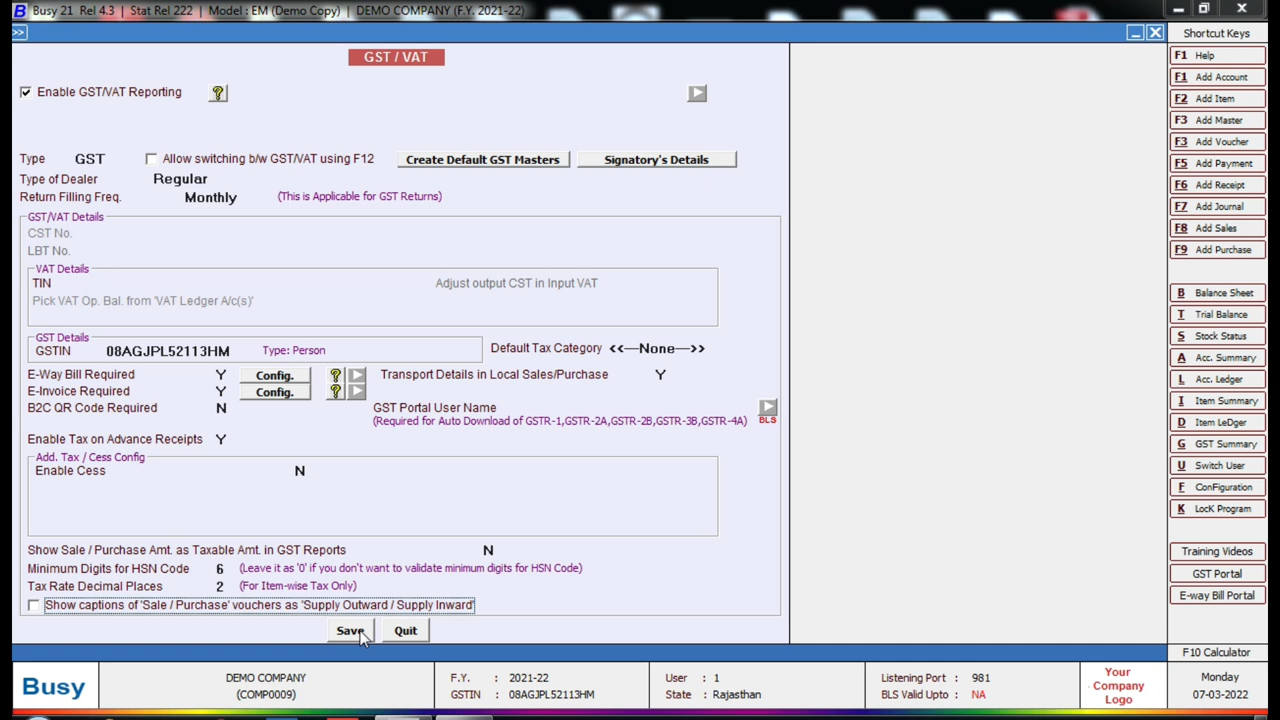 Busy 21 Rel 4.3 | Stat Rel 222 | Model : EM (Demo Copy) | DEMO COMPANY (F.Y. 2021-22)
>>
GST / VAT
Enable GST/VAT Reporting ?
Type GST Allow switching b/w GST/VAT using F12 Create Default GST Masters Signatory's Details
Type of Dealer Regular
Return Filling Freq. Monthly (This is Applicable for GST Returns)
GST/VAT Details
CST No.
LBT No.
VAT Details
TIN Adjust output CST in Input VAT
Pick VAT Op. Bal. from 'VAT Ledger A/c(s)'
GST Details
GSTIN 08AGJPL52113HM Type: Person Default Tax Category <<—None—>>
E-Way Bill Required Y Config. ? Transport Details in Local Sales/Purchase Y
E-Invoice Required Y Config. ?
B2C QR Code Required N GST Portal User Name
(Required for Auto Download of GSTR-1,GSTR-2A,GSTR-2B,GSTR-3B,GSTR-4A) BLS
Enable Tax on Advance Receipts Y
Add. Tax / Cess Config
Enable Cess N
Show Sale / Purchase Amt. as Taxable Amt. in GST Reports N
Minimum Digits for HSN Code 6 (Leave it as '0' if you don't want to validate minimum digits for HSN Code)
Tax Rate Decimal Places 2 (For Item-wise Tax Only)
Show captions of 'Sale / Purchase' vouchers as 'Supply Outward / Supply Inward'
Save Quit
Shortcut Keys
F1 Help
F1 Add Account
F2 Add Item
F3 Add Master
F3 Add Voucher
F5 Add Payment
F6 Add Receipt
F7 Add Journal
F8 Add Sales
F9 Add Purchase
B Balance Sheet
T Trial Balance
S Stock Status
A Acc. Summary
L Acc. Ledger
I Item Summary
D Item LeDger
G GST Summary
U Switch User
F ConFiguration
K LocK Program
Training Videos
GST Portal
E-way Bill Portal
F10 Calculator
Busy
DEMO COMPANY
(COMP0009)
F.Y. : 2021-22
GSTIN : 08AGJPL52113HM
User : 1
State : Rajasthan
Listening Port : 981
BLS Valid Upto : NA
Your
Company
Logo
Monday
07-03-2022